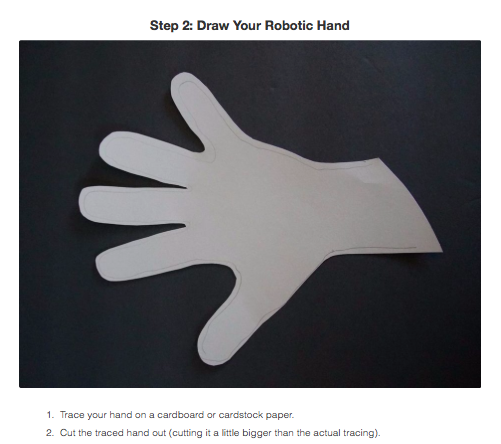 Step 2: Draw Your Robotic Hand
1. Trace your hand on a cardboard or cardstock paper.
2. Cut the traced hand out (cutting it a little bigger than the actual tracing).